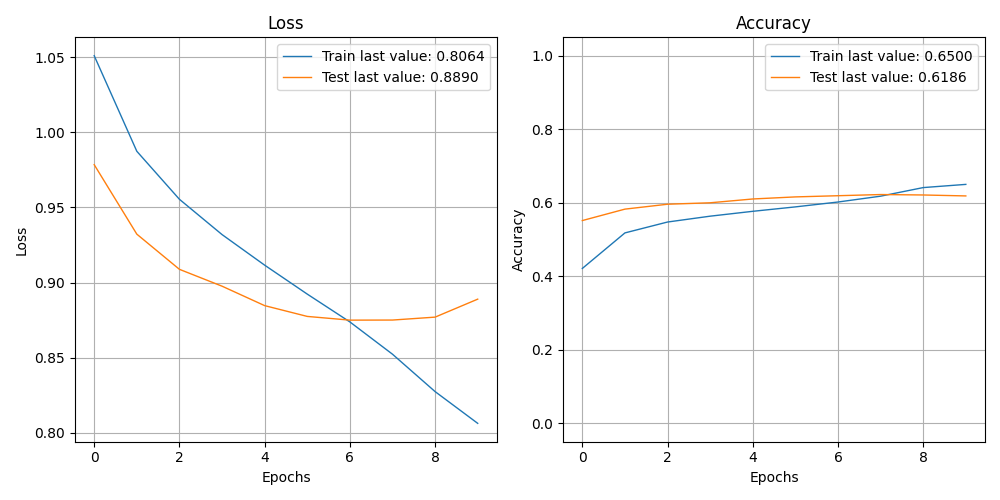 Loss
Train last value: 0.8064
Test last value: 0.8890
1.05
1.00
0.95
0.90
0.85
0.80
Loss
0
2
4
6
8
Epochs
Accuracy
Train last value: 0.6500
Test last value: 0.6186
1.0
0.8
0.6
0.4
0.2
0.0
Accuracy
0
2
4
6
8
Epochs